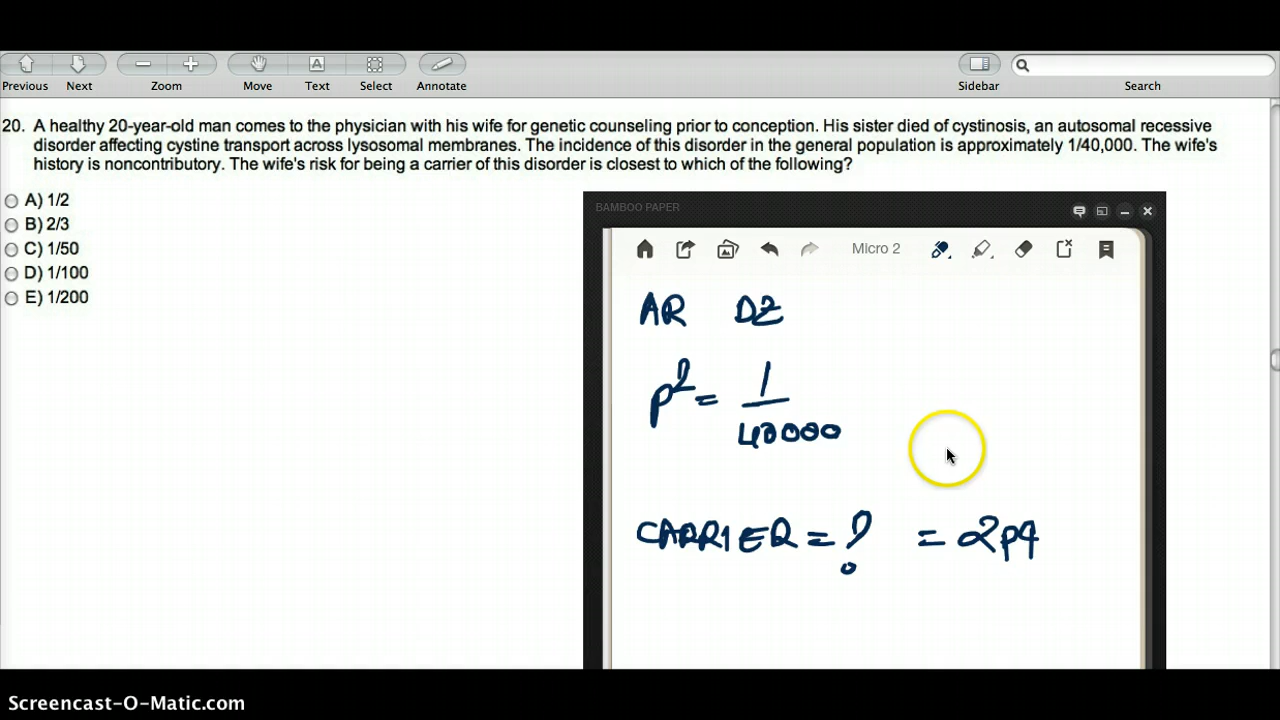 Previous Next Zoom Move Text Select Annotate Sidebar Search
20. A healthy 20-year-old man comes to the physician with his wife for genetic counseling prior to conception. His sister died of cystinosis, an autosomal recessive
disorder affecting cystine transport across lysosomal membranes. The incidence of this disorder in the general population is approximately 1/40,000. The wife's
history is noncontributory. The wife's risk for being a carrier of this disorder is closest to which of the following?
A) 1/2
B) 2/3
C) 1/50
D) 1/100
E) 1/200
BAMBOO PAPER
Micro 2
AR DZ
p² = 1/40000
CARRIER = ? = 2pq
Screencast-O-Matic.com